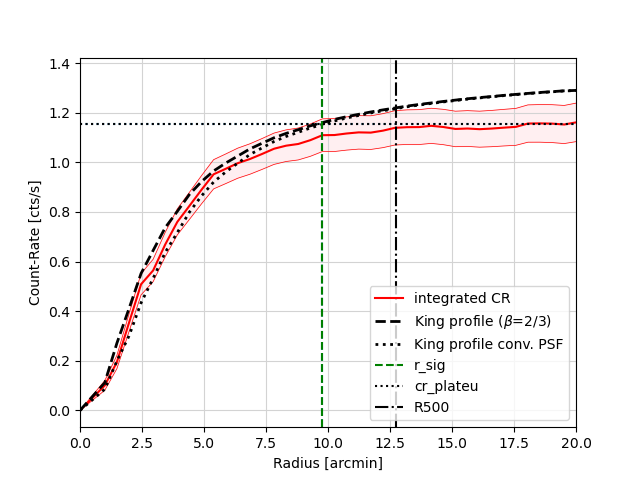 1.4
1.2
1.0
0.8
0.6
0.4
0.2
0.0
Count-Rate [cts/s]
integrated CR
King profile (β=2/3)
King profile conv. PSF
r_sig
cr_plateu
R500
0.0 2.5 5.0 7.5 10.0 12.5 15.0 17.5 20.0
Radius [arcmin]